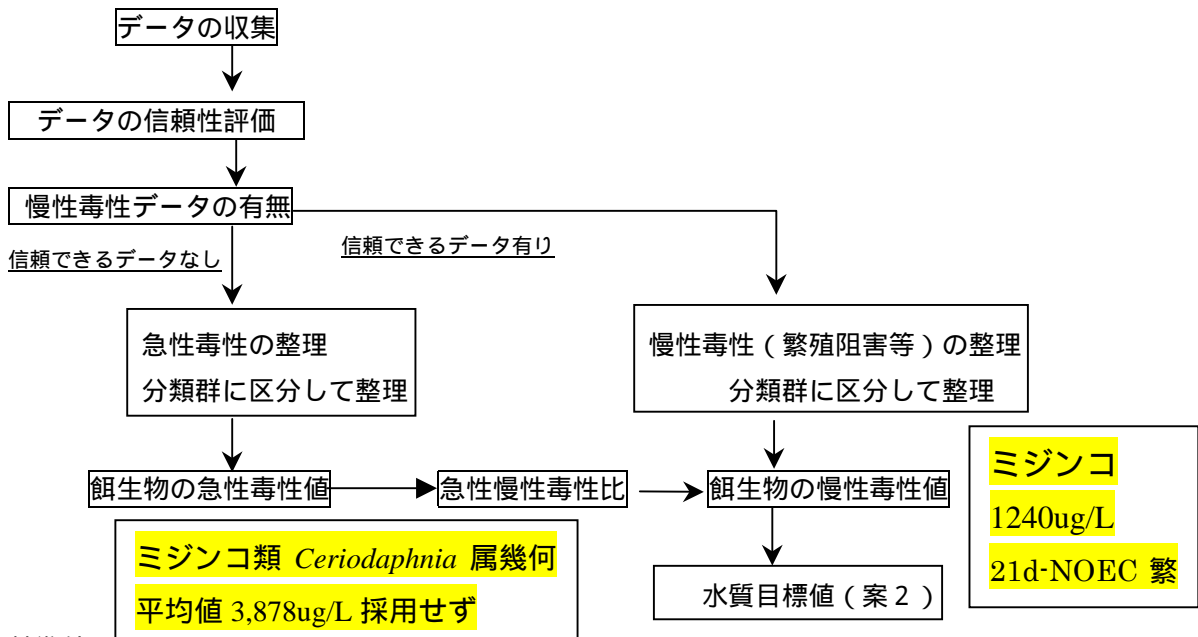 データの収集
データの信頼性評価
慢性毒性データの有無
信頼できるデータなし
信頼できるデータ有り
急性毒性の整理
分類群に区分して整理
慢性毒性(繁殖阻害等)の整理
分類群に区分して整理
餌生物の急性毒性値
急性慢性毒性比
餌生物の慢性毒性値
ミジンコ
1240ug/L
21d-NOEC 繁
ミジンコ類 Ceriodaphnia 属幾何
平均値 3,878ug/L 採用せず
水質目標値(案2)